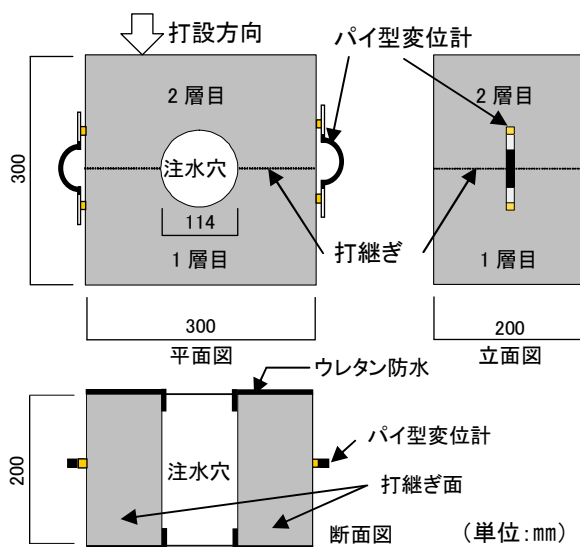 打設方向
パイ型変位計
2層目
2層目
300
注水穴
114
打継ぎ
1層目
1層目
300
200
平面図
立面図
ウレタン防水
パイ型変位計
200
注水穴
打継ぎ面
断面図
(単位:mm)